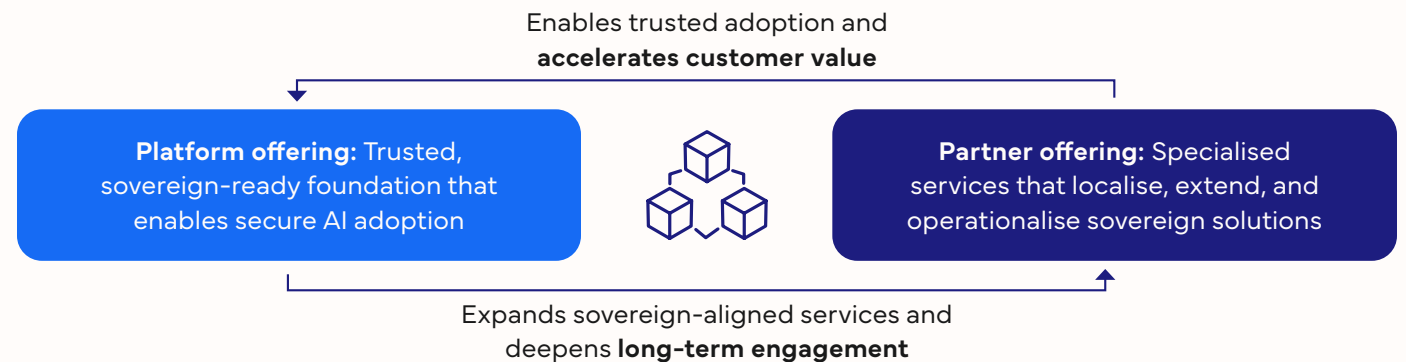 Enables trusted adoption and
accelerates customer value
Platform offering: Trusted,
sovereign-ready foundation that
enables secure AI adoption
Partner offering: Specialised
services that localise, extend, and
operationalise sovereign solutions
Expands sovereign-aligned services and
deepens long-term engagement